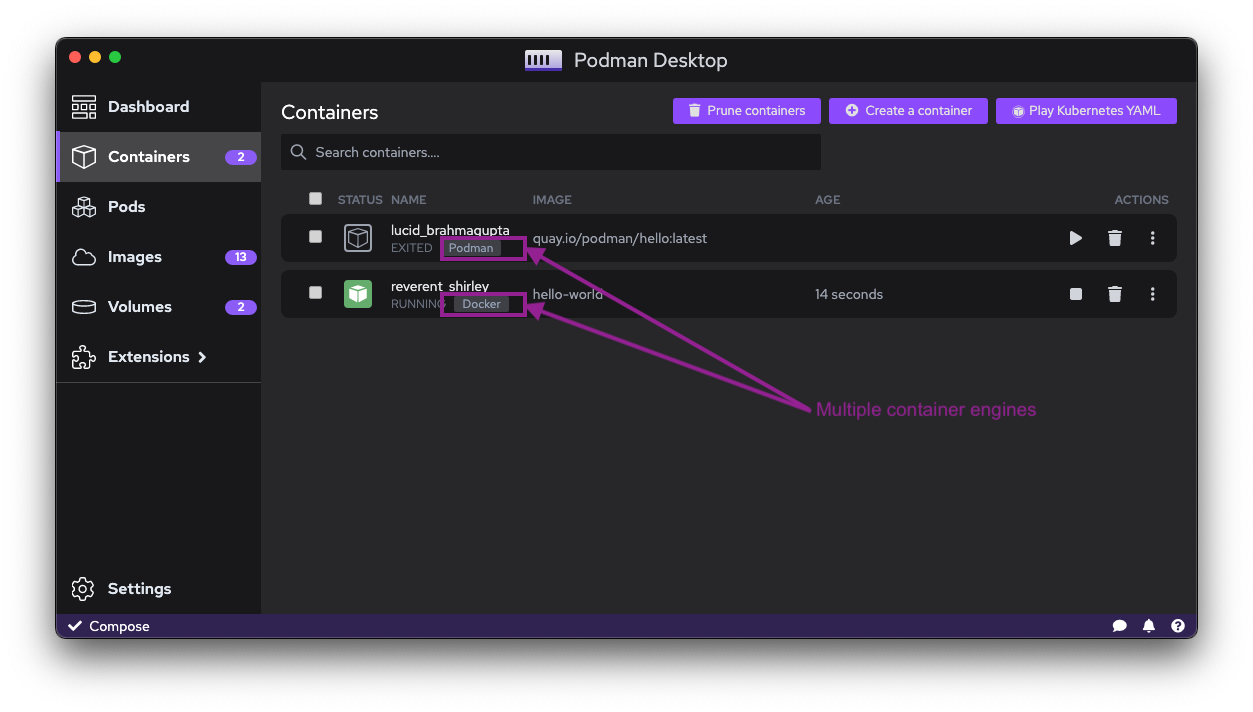 Podman Desktop
Dashboard
Containers 2
Pods
Images 13
Volumes 2
Extensions
Settings
Containers
Prune containers
Create a container
Play Kubernetes YAML
Search containers....
STATUS NAME IMAGE AGE ACTIONS
lucid_brahmagupta
EXITED Podman
quay.io/podman/hello:latest
reverent_shirley
RUNNING Docker
hello-world
14 seconds
Multiple container engines
Compose